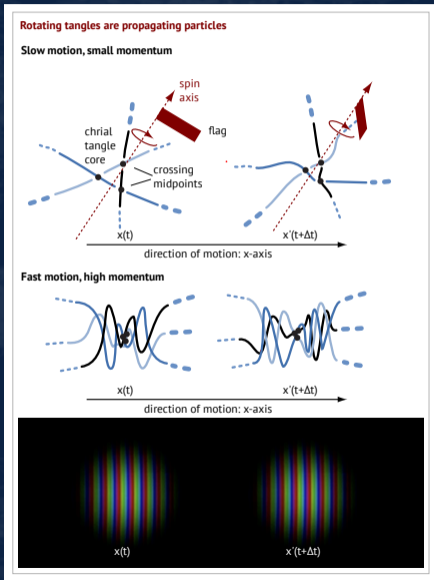 Rotating tangles are propagating particles
Slow motion, small momentum
spin
axis
flag
chrial
tangle
core
crossing
midpoints
x(t)
x'(t+Δt)
direction of motion: x-axis
Fast motion, high momentum
x(t)
x'(t+Δt)
direction of motion: x-axis
x(t)
x'(t+Δt)